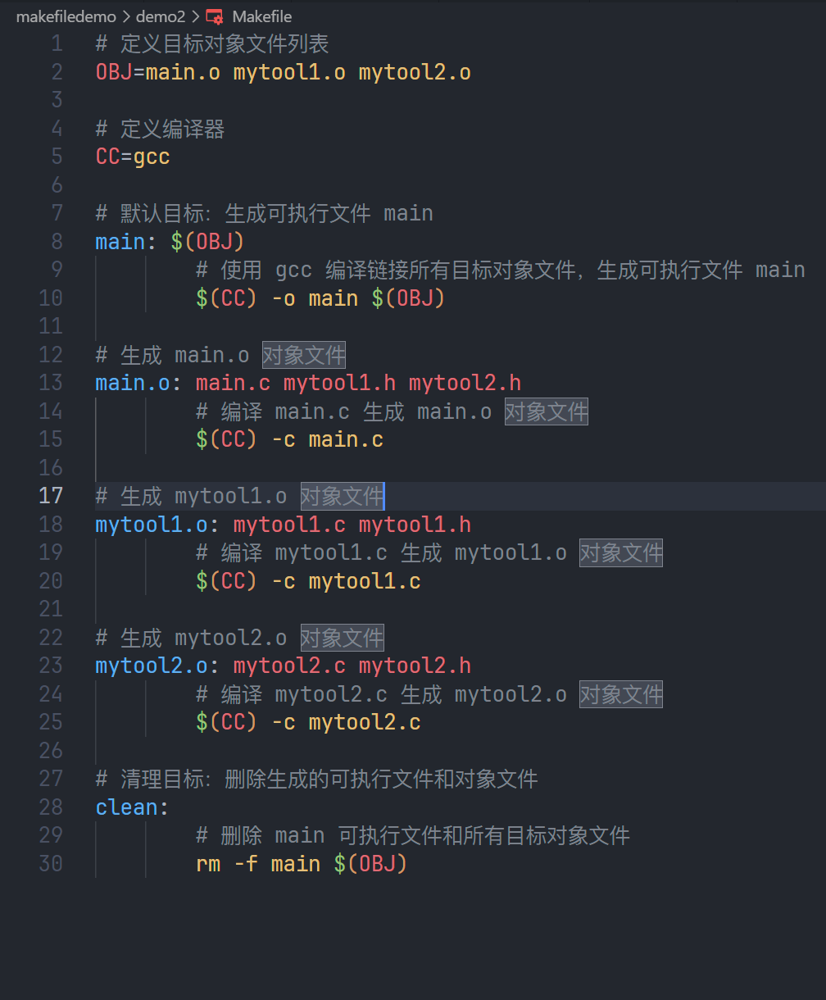 makefiledemo > demo2 > Makefile
1 # 定义目标对象文件列表
2 OBJ=main.o mytool1.o mytool2.o
3
4 # 定义编译器
5 CC=gcc
6
7 # 默认目标: 生成可执行文件 main
8 main: $(OBJ)
9 # 使用 gcc 编译链接所有目标对象文件，生成可执行文件 main
10 $(CC) -o main $(OBJ)
11
12 # 生成 main.o 对象文件
13 main.o: main.c mytool1.h mytool2.h
14 # 编译 main.c 生成 main.o 对象文件
15 $(CC) -c main.c
16
17 # 生成 mytool1.o 对象文件
18 mytool1.o: mytool1.c mytool1.h
19 # 编译 mytool1.c 生成 mytool1.o 对象文件
20 $(CC) -c mytool1.c
21
22 # 生成 mytool2.o 对象文件
23 mytool2.o: mytool2.c mytool2.h
24 # 编译 mytool2.c 生成 mytool2.o 对象文件
25 $(CC) -c mytool2.c
26
27 # 清理目标: 删除生成的可执行文件和对象文件
28 clean:
29 # 删除 main 可执行文件和所有目标对象文件
30 rm -f main $(OBJ)